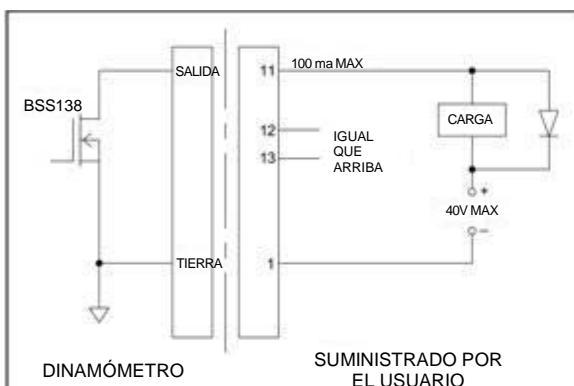 SALIDA
11
100 ma MAX
BSS138
CARGA
12
13
IGUAL
QUE
ARRIBA
+
40V MAX
−
TIERRA
1
DINAMÓMETRO
SUMINISTRADO POR
EL USUARIO